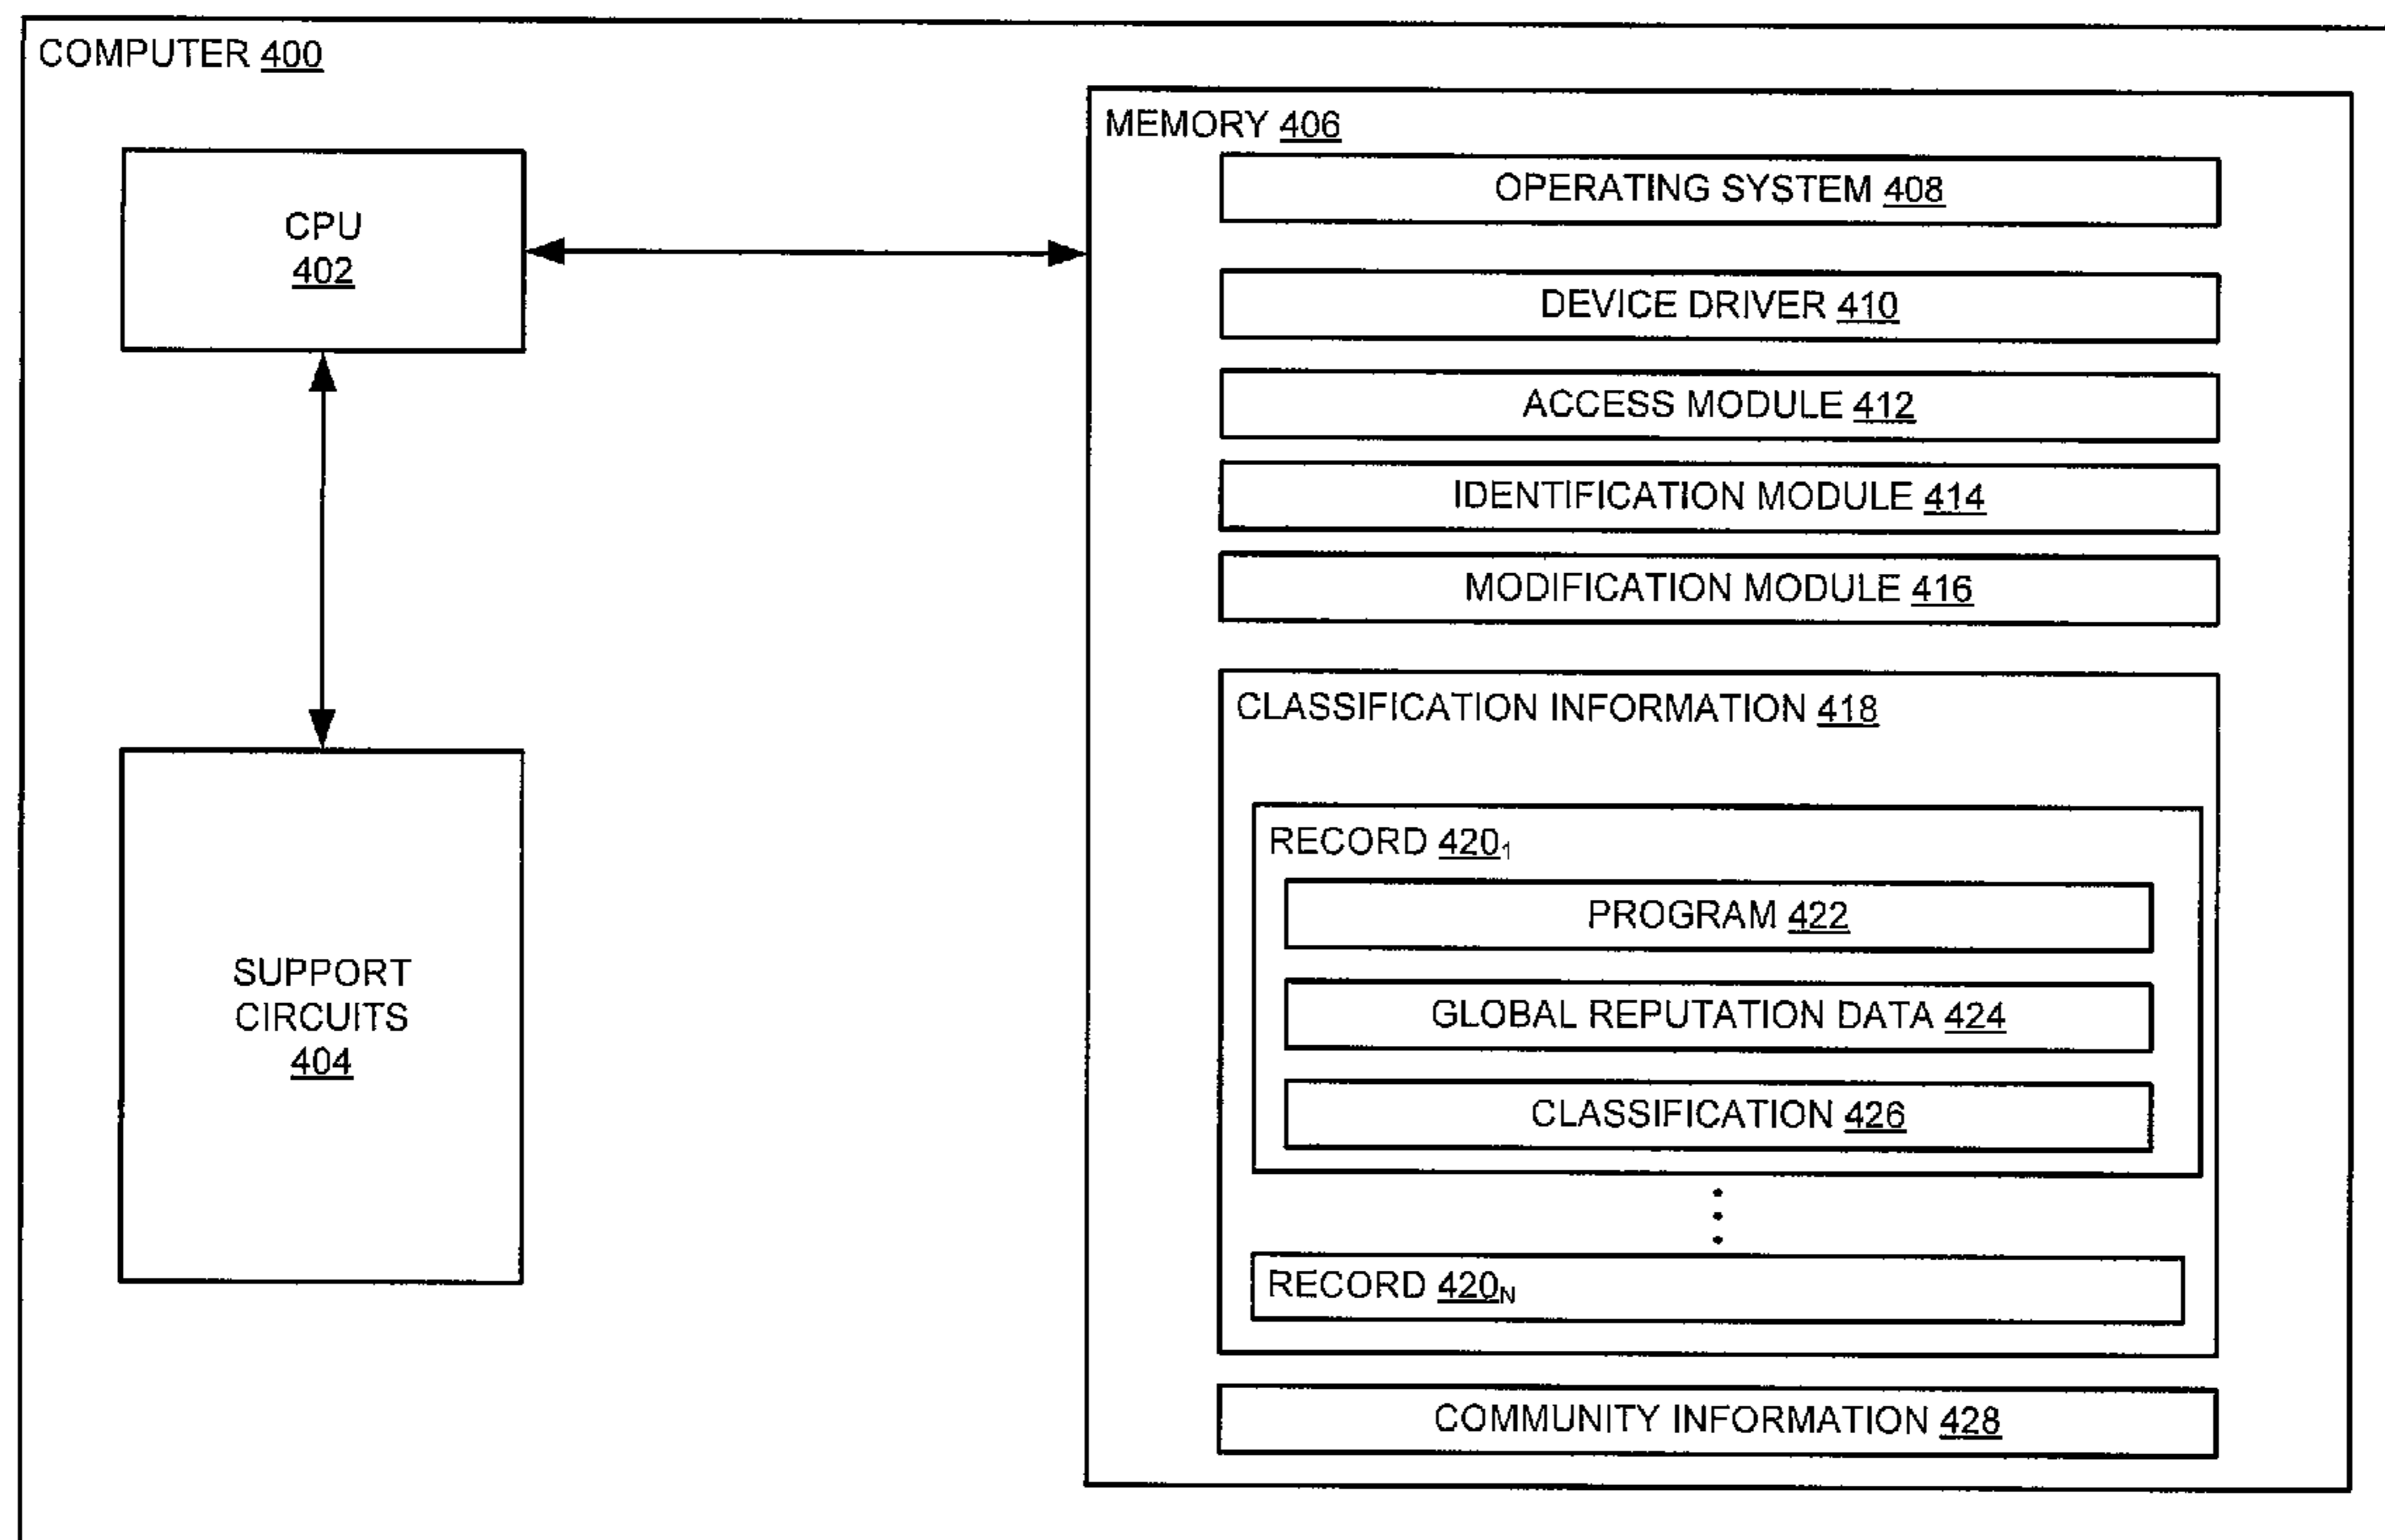 COMPUTER 400
CPU
402
SUPPORT
CIRCUITS
404
MEMORY 406
OPERATING SYSTEM 408
DEVICE DRIVER 410
ACCESS MODULE 412
IDENTIFICATION MODULE 414
MODIFICATION MODULE 416
CLASSIFICATION INFORMATION 418
RECORD 420₁
PROGRAM 422
GLOBAL REPUTATION DATA 424
CLASSIFICATION 426
RECORD 420N
COMMUNITY INFORMATION 428